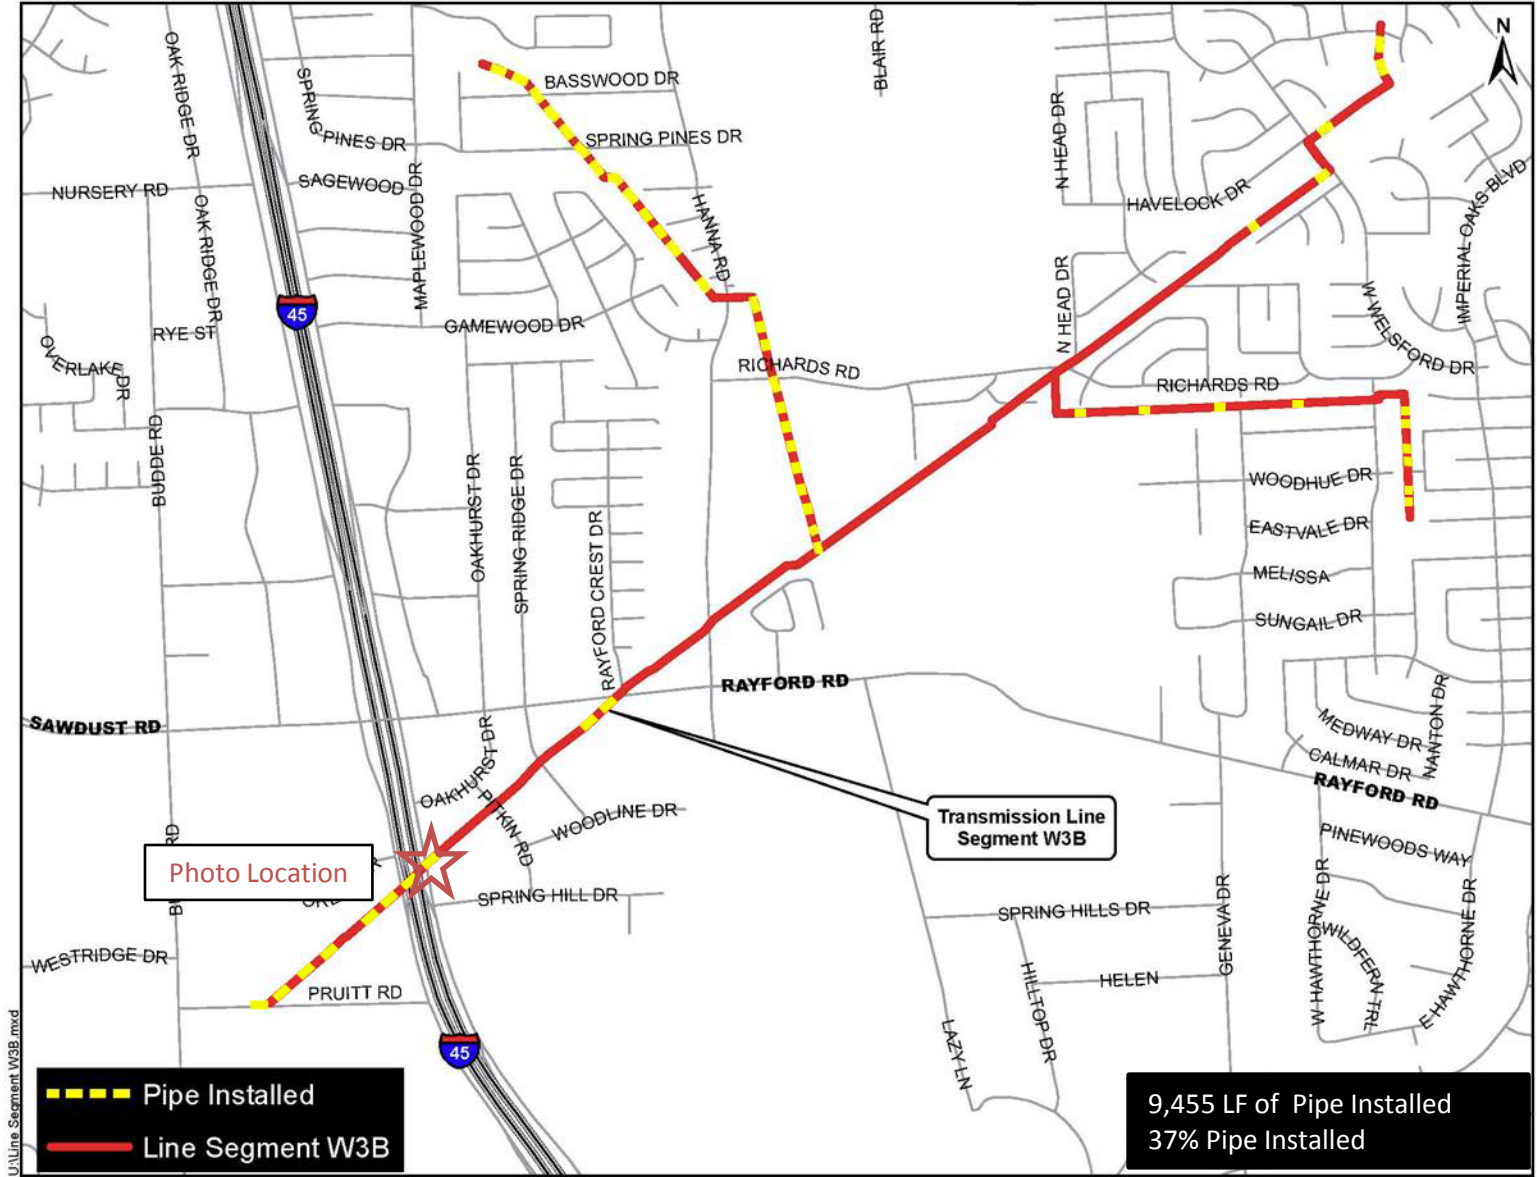 N
OAK RIDGE DR
SPRING PINES DR
BASSWOOD DR
BLAIR RD
SPRING PINES DR
N HEAD DR
NURSERY RD
SAGEWOOD
MAPLEWOOD DR
OAK RIDGE DR
HANNA RD
HAVELOCK DR
IMPERIAL OAKS BLVD
45
N HEAD DR
W WELSFORD DR
RYE ST
GAMEWOOD DR
OVERLAKE DR
RICHARDS RD
RICHARDS RD
BUDDE RD
OAKHURST DR
SPRING RIDGE DR
RAYFORD CREST DR
WOODHUE DR
EASTVALE DR
MELISSA
SUNGAIL DR
RAYFORD RD
SAWDUST RD
MEDWAY DR
NANTON DR
CALMAR DR
RAYFORD RD
OAKHURST DR
PITKIN RD
WOODLINE DR
Transmission Line
Segment W3B
PINEWOODS WAY
Photo Location
SPRING HILL DR
SPRING HILLS DR
GENEVA DR
W HAWTHORNE DR
WILDFERN TRL
E HAWTHORNE DR
WESTRIDGE DR
PRUITT RD
HELEN
HILLTOP DR
LAZY LN
45
Pipe Installed
Line Segment W3B
9,455 LF of Pipe Installed
37% Pipe Installed
U:\Line Segment W3B.mxd